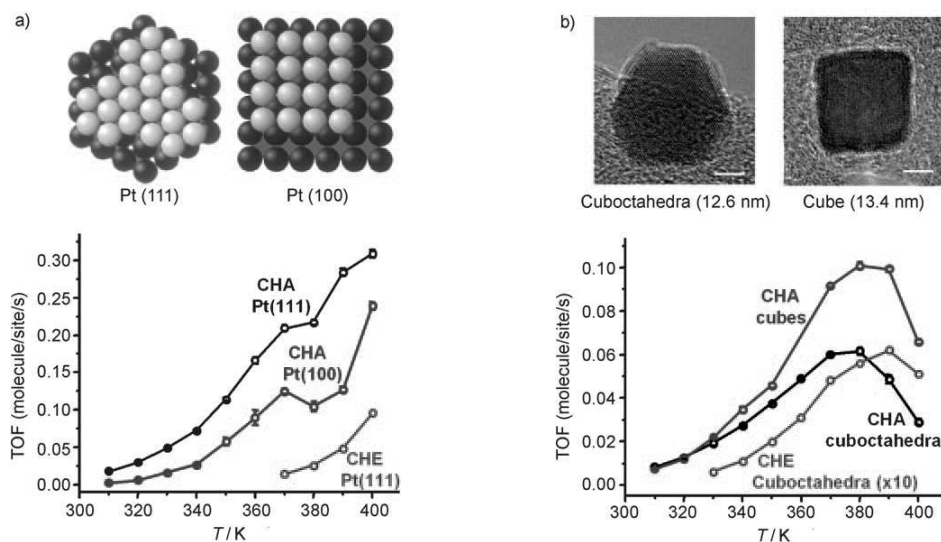 a)
Pt (111)
Pt (100)
0.30
0.25
0.20
0.15
0.10
0.05
0.00
TOF (molecule/site/s)
CHA
Pt(111)
CHA
Pt(100)
CHE
Pt(111)
300
320
340
360
380
400
T / K
b)
Cuboctahedra (12.6 nm)
Cube (13.4 nm)
0.10
0.08
0.06
0.04
0.02
0.00
TOF (molecule/site/s)
CHA
cubes
CHA
cuboctahedra
CHE
Cuboctahedra (x10)
300
320
340
360
380
400
T / K